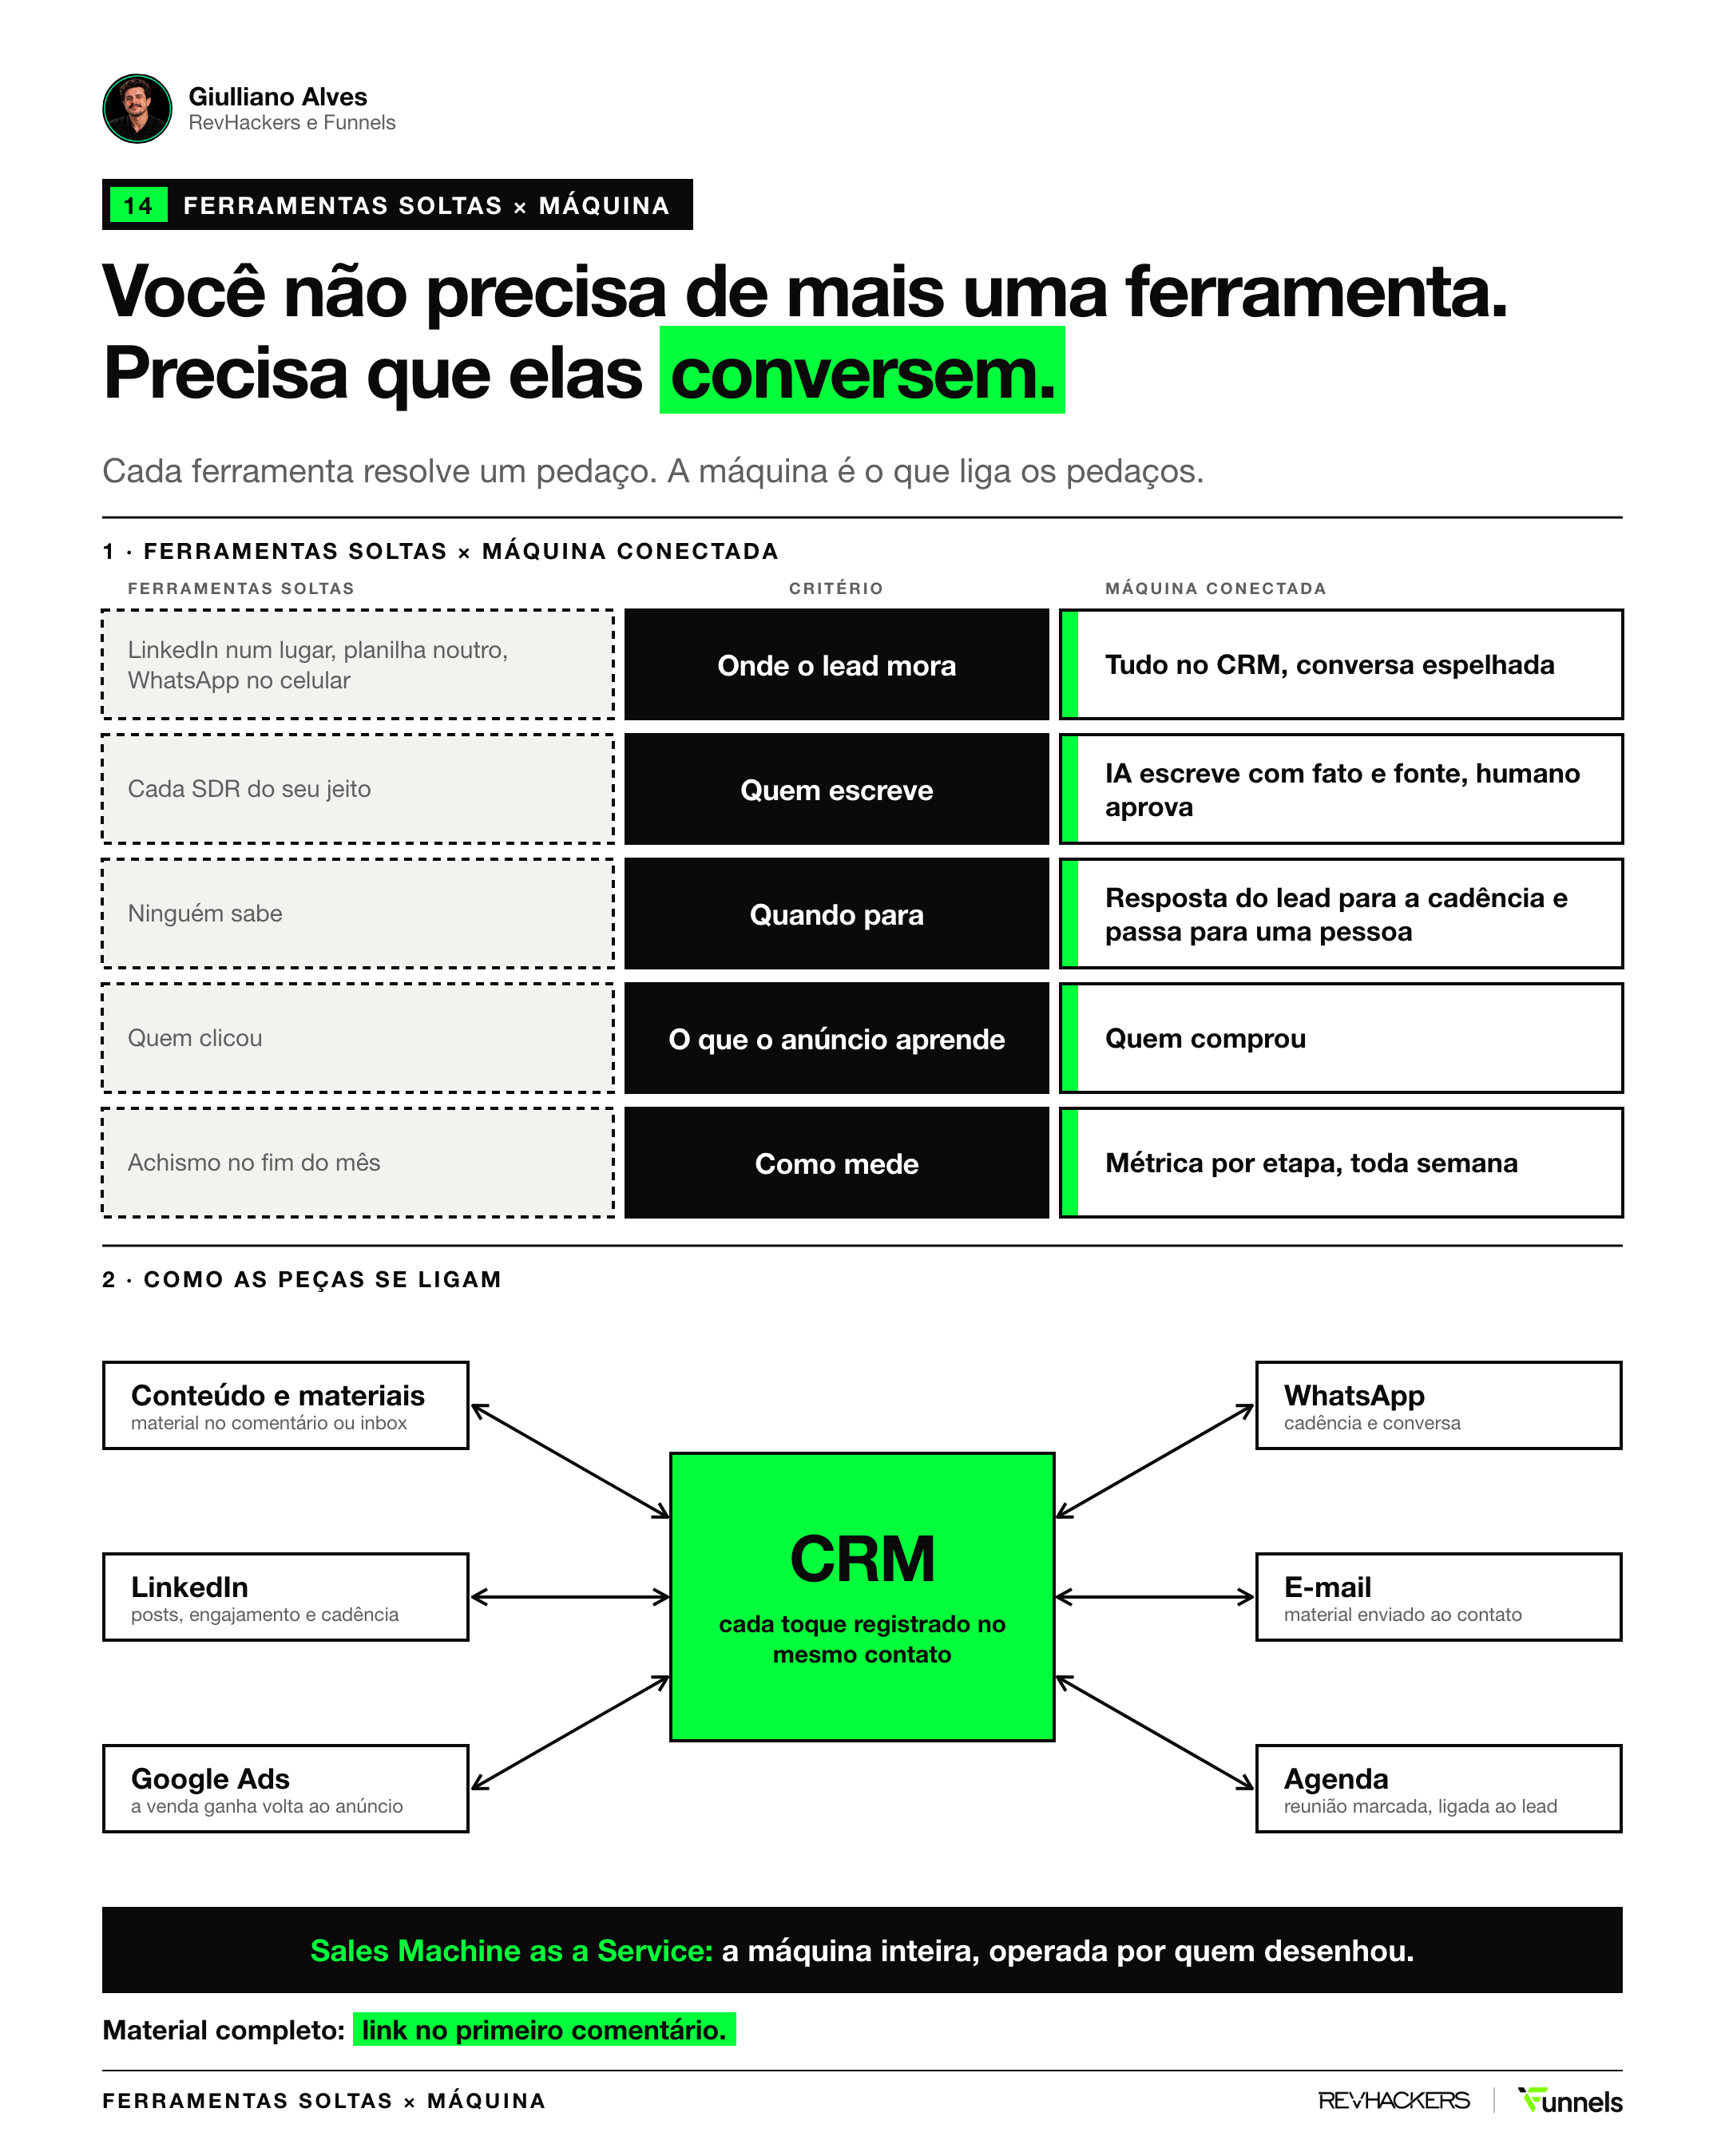 Giulliano Alves
RevHackers e Funnels
14 FERRAMENTAS SOLTAS × MÁQUINA
Você não precisa de mais uma ferramenta.
Precisa que elas conversem.
Cada ferramenta resolve um pedaço. A máquina é o que liga os pedaços.
1 · FERRAMENTAS SOLTAS × MÁQUINA CONECTADA
FERRAMENTAS SOLTAS CRITÉRIO MÁQUINA CONECTADA
LinkedIn num lugar, planilha noutro,
WhatsApp no celular
Onde o lead mora
Tudo no CRM, conversa espelhada
Cada SDR do seu jeito
Quem escreve
IA escreve com fato e fonte, humano
aprova
Ninguém sabe
Quando para
Resposta do lead para a cadência e
passa para uma pessoa
Quem clicou
O que o anúncio aprende
Quem comprou
Achismo no fim do mês
Como mede
Métrica por etapa, toda semana
2 · COMO AS PEÇAS SE LIGAM
Conteúdo e materiais
material no comentário ou inbox
LinkedIn
posts, engajamento e cadência
Google Ads
a venda ganha volta ao anúncio
CRM
cada toque registrado no
mesmo contato
WhatsApp
cadência e conversa
E-mail
material enviado ao contato
Agenda
reunião marcada, ligada ao lead
Sales Machine as a Service: a máquina inteira, operada por quem desenhou.
Material completo: link no primeiro comentário.
FERRAMENTAS SOLTAS × MÁQUINA
REVHACKERS
Funnels